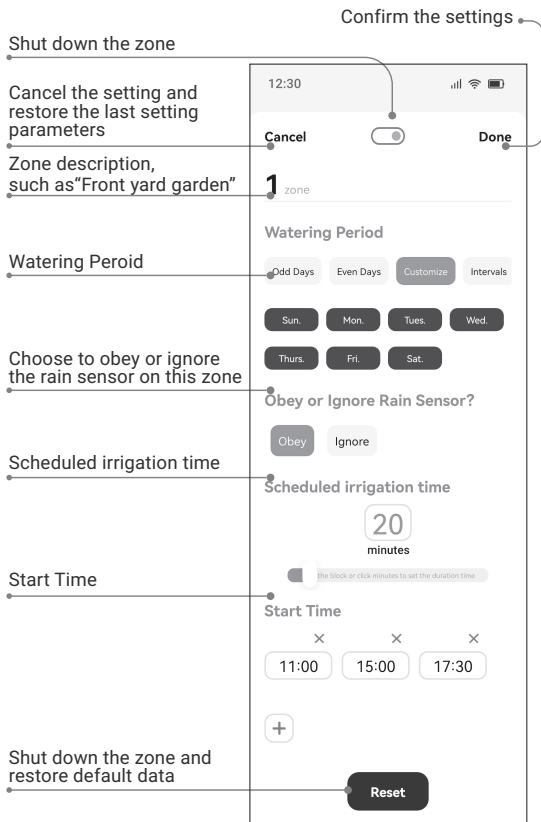 Confirm the settings
Shut down the zone
Cancel the setting and
restore the last setting
parameters
Zone description,
such as“Front yard garden”
Watering Peroid
Choose to obey or ignore
the rain sensor on this zone
Scheduled irrigation time
Start Time
Shut down the zone and
restore default data
12:30
Cancel Done
1 zone
Watering Period
Odd Days Even Days Customize Intervals
Sun. Mon. Tues. Wed.
Thurs. Fri. Sat.
Obey or Ignore Rain Sensor?
Obey Ignore
Scheduled irrigation time
20
minutes
the block or click minutes to set the duration time
Start Time
× × ×
11:00 15:00 17:30
+
Reset